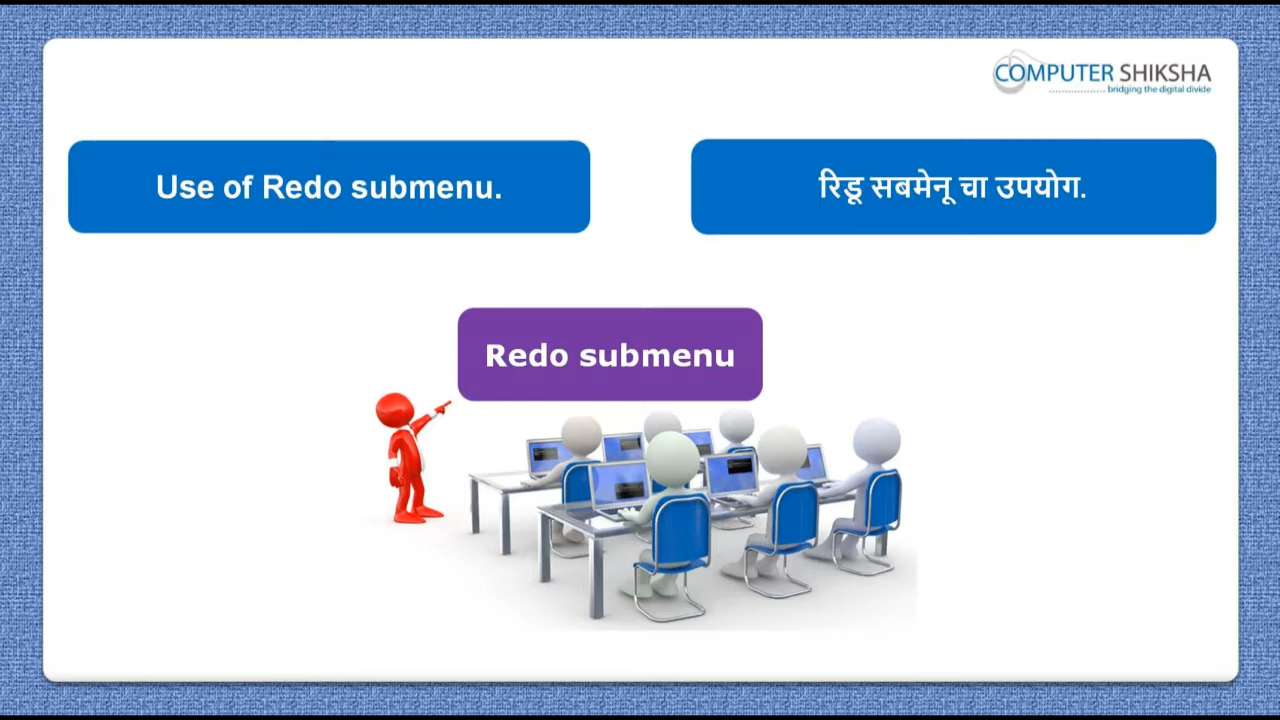 COMPUTER SHIKSHA
bridging the digital divide
Use of Redo submenu.
रिडू सबमेनू चा उपयोग.
Redo submenu